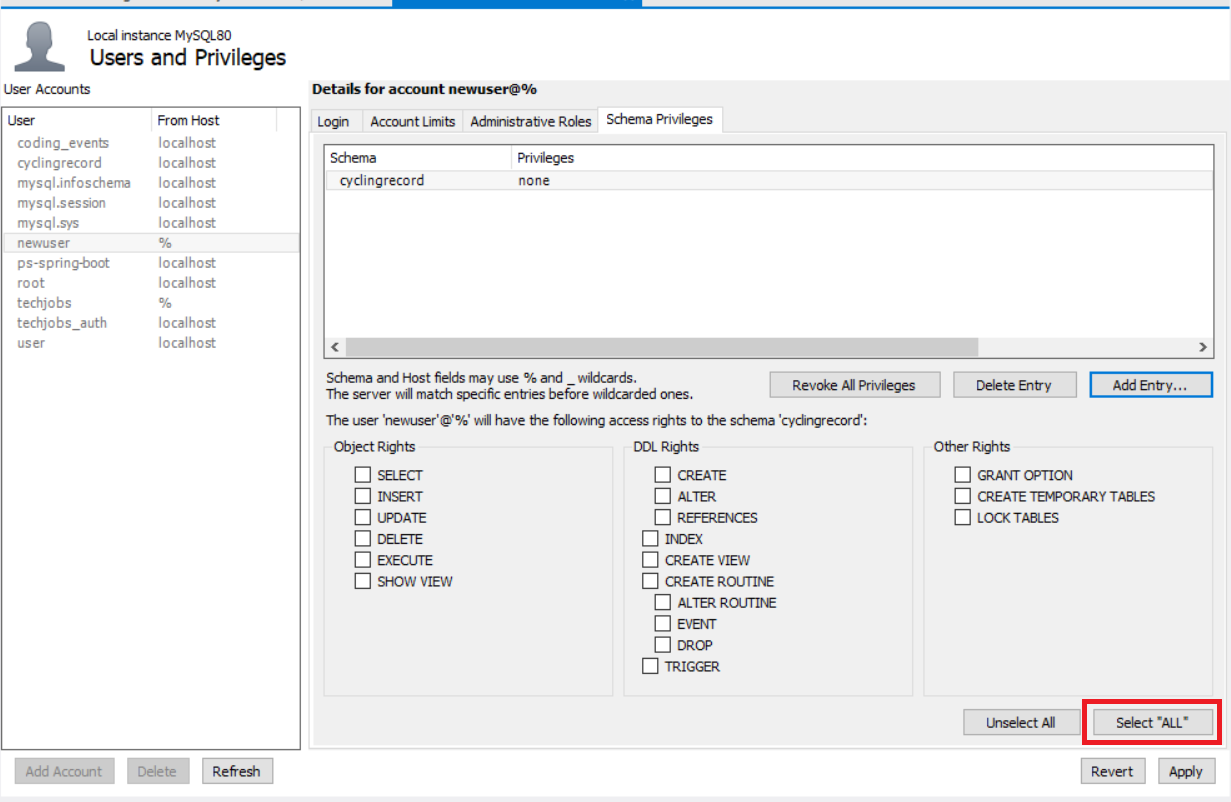 Local instance MySQL80
Users and Privileges
User Accounts
User From Host
coding_events localhost
cyclingrecord localhost
mysql.infoschema localhost
mysql.session localhost
mysql.sys localhost
newuser %
ps-spring-boot localhost
root localhost
techjobs %
techjobs_auth localhost
user localhost
Add Account Delete Refresh
Details for account newuser@%
Login Account Limits Administrative Roles Schema Privileges
Schema Privileges
cyclingrecord none
Schema and Host fields may use % and _ wildcards.
The server will match specific entries before wildcarded ones.
Revoke All Privileges Delete Entry Add Entry...
The user 'newuser'@'%' will have the following access rights to the schema 'cyclingrecord':
Object Rights
SELECT
INSERT
UPDATE
DELETE
EXECUTE
SHOW VIEW
DDL Rights
CREATE
ALTER
REFERENCES
INDEX
CREATE VIEW
CREATE ROUTINE
ALTER ROUTINE
EVENT
DROP
TRIGGER
Other Rights
GRANT OPTION
CREATE TEMPORARY TABLES
LOCK TABLES
Unselect All Select "ALL"
Revert Apply